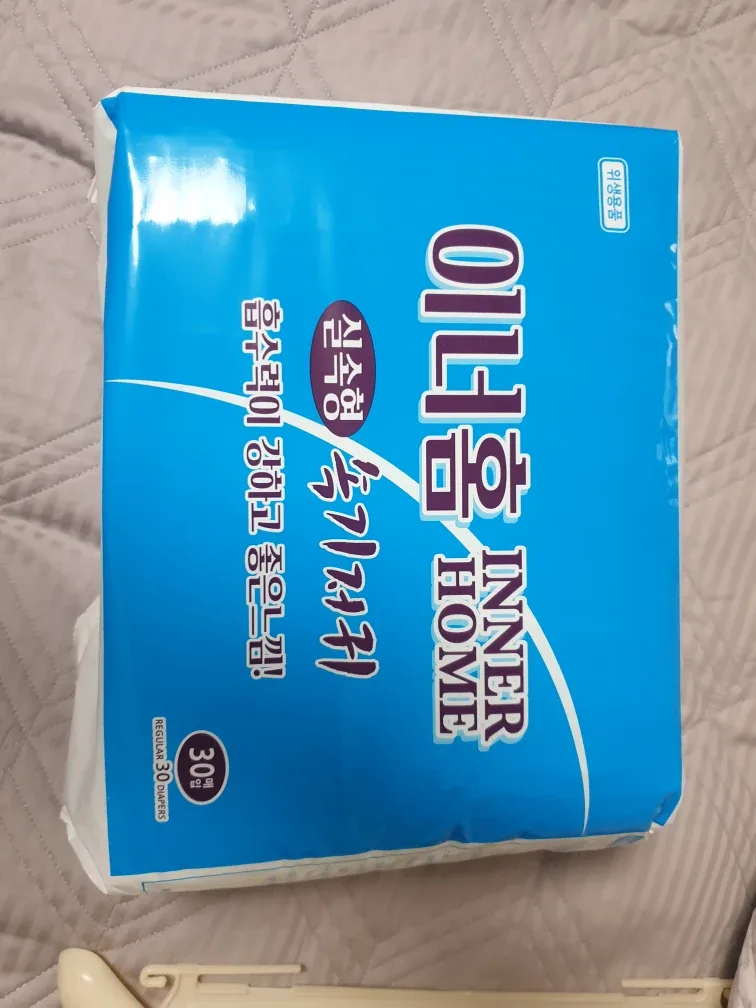 위생용품
이너홈 INNER HOME
실속형 속기저귀
흡수력이 강하고 좋은느낌!
30매입
REGULAR 30 DIAPERS